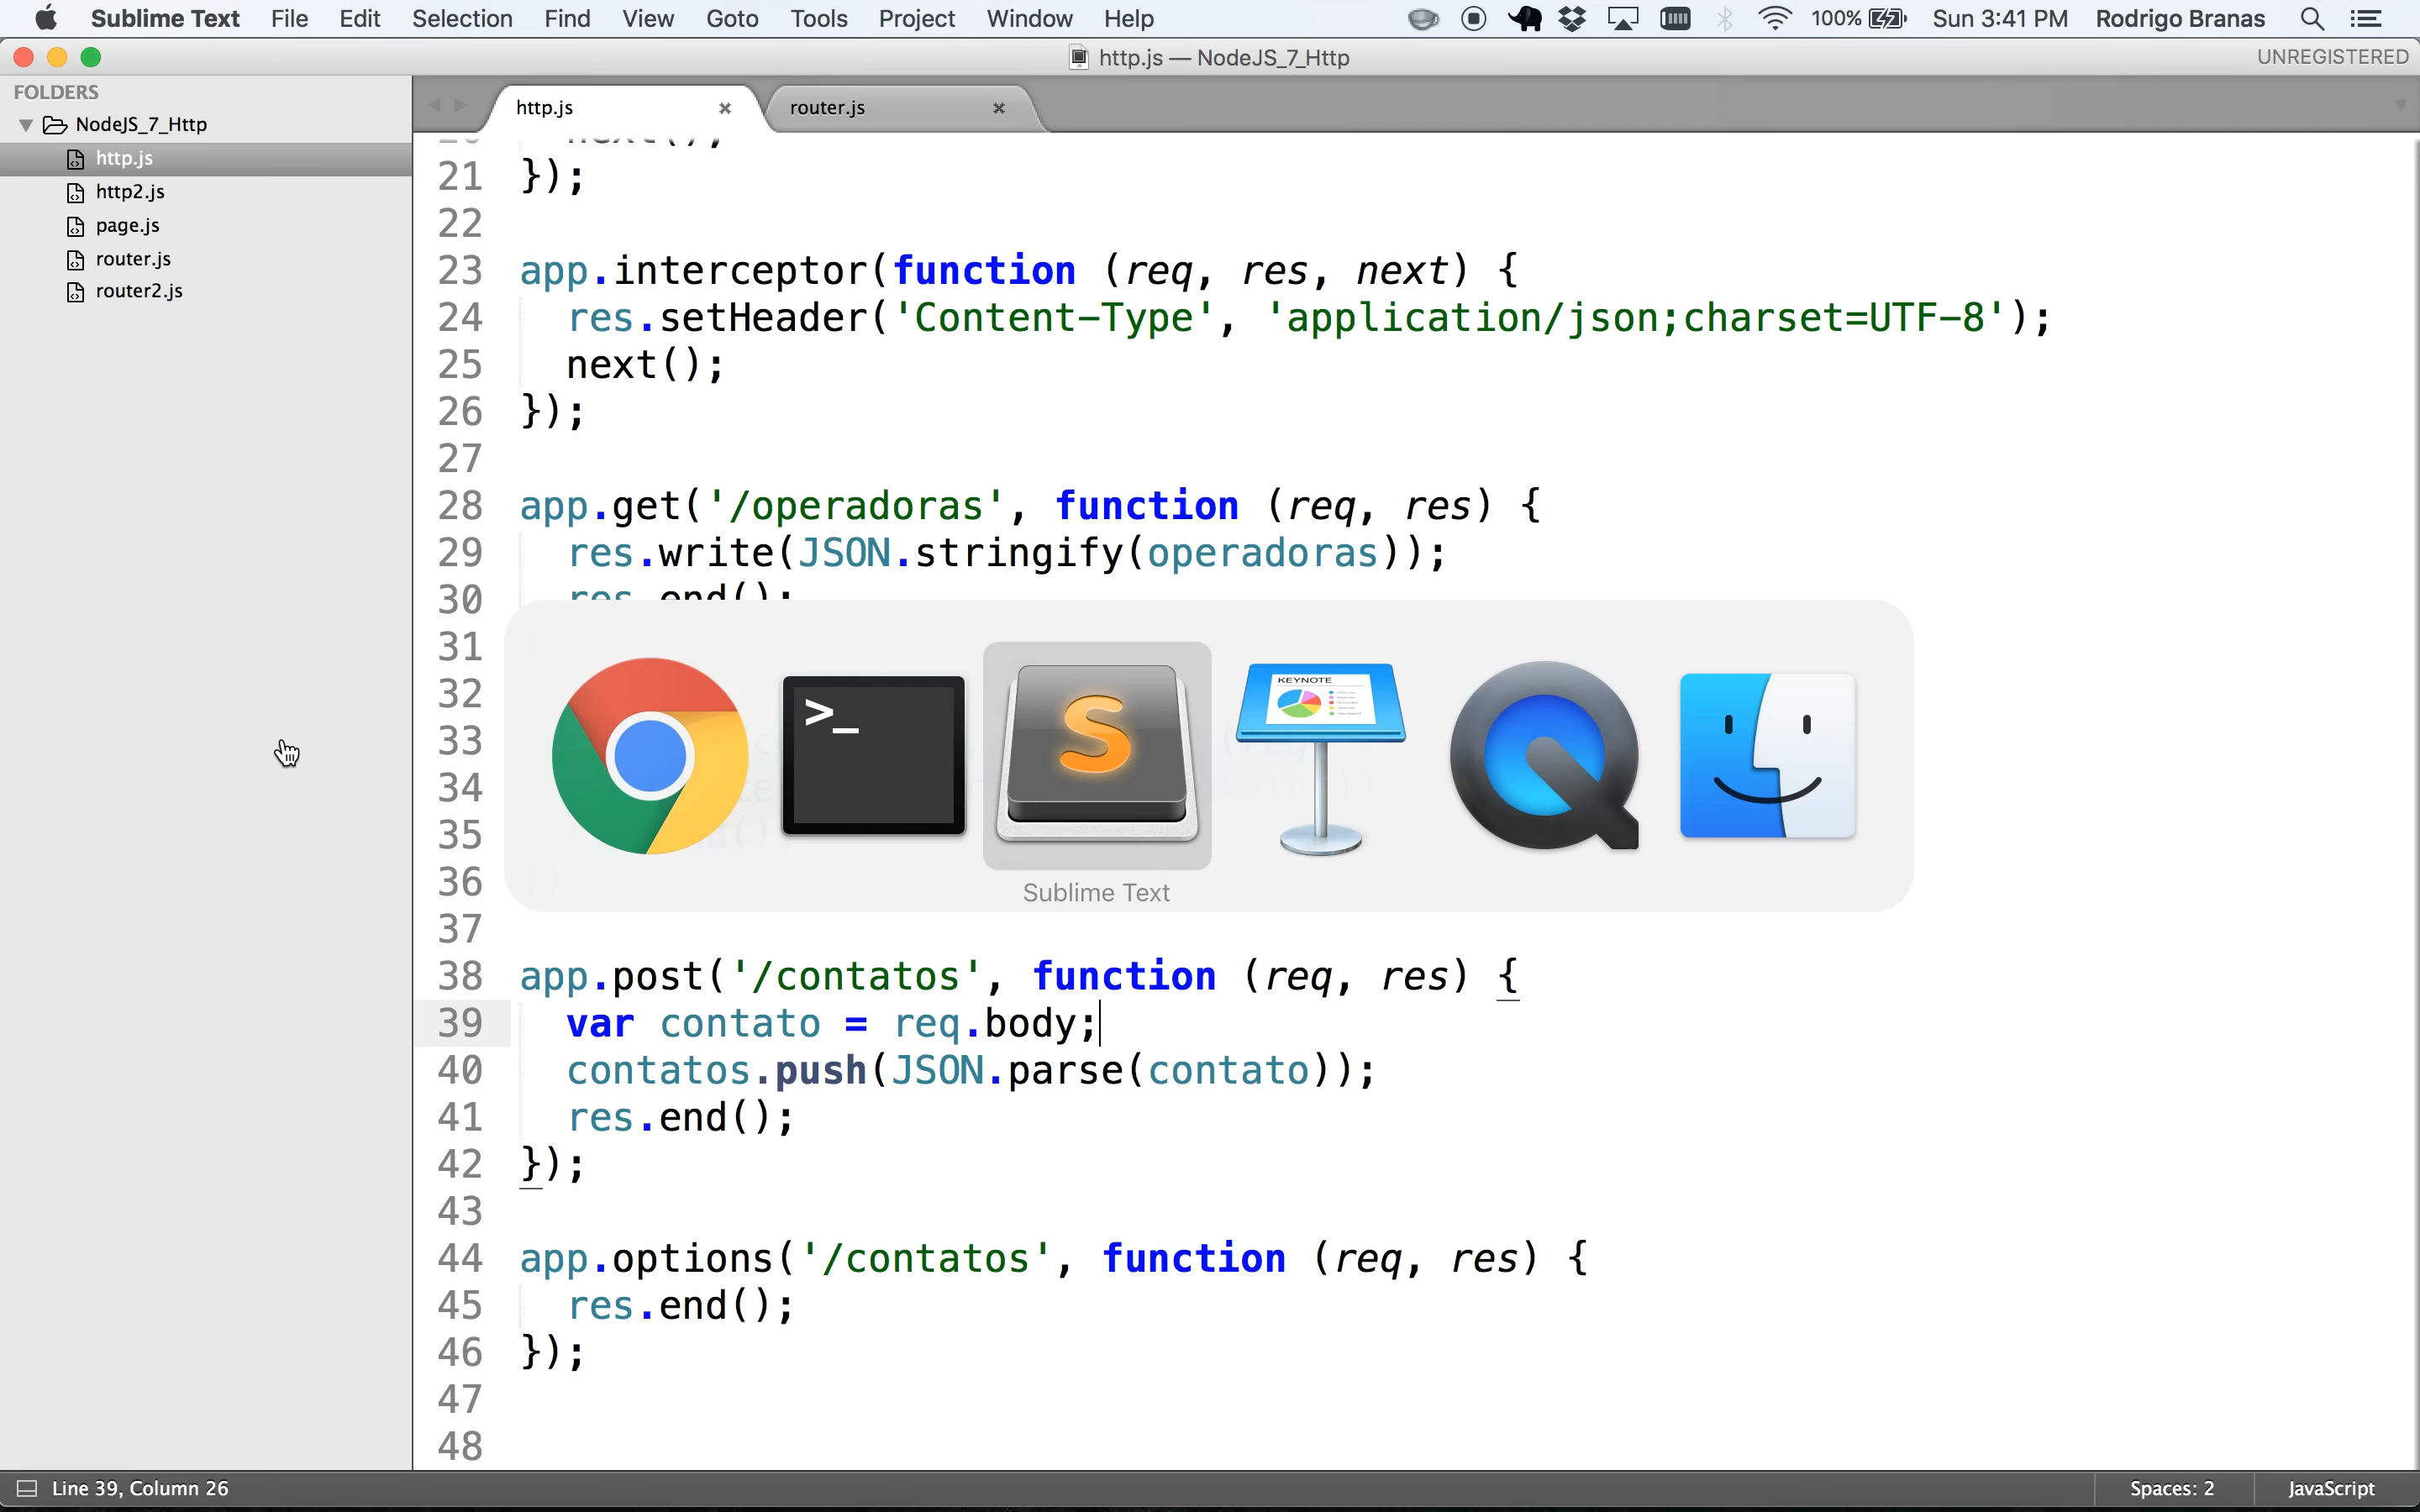 Sublime Text File Edit Selection Find View Goto Tools Project Window Help 100% Sun 3:41 PM Rodrigo Branas
http.js — NodeJS_7_Http UNREGISTERED
FOLDERS
NodeJS_7_Http
http.js
http2.js
page.js
router.js
router2.js
http.js router.js
21 });
22
23 app.interceptor(function (req, res, next) {
24 res.setHeader('Content-Type', 'application/json;charset=UTF-8');
25 next();
26 });
27
28 app.get('/operadoras', function (req, res) {
29 res.write(JSON.stringify(operadoras));
30 res.end();
31
32
33
34
35
36
37
38 app.post('/contatos', function (req, res) {
39 var contato = req.body;
40 contatos.push(JSON.parse(contato));
41 res.end();
42 });
43
44 app.options('/contatos', function (req, res) {
45 res.end();
46 });
47
48
>_
KEYNOTE
Sublime Text
Line 39, Column 26 Spaces: 2 JavaScript